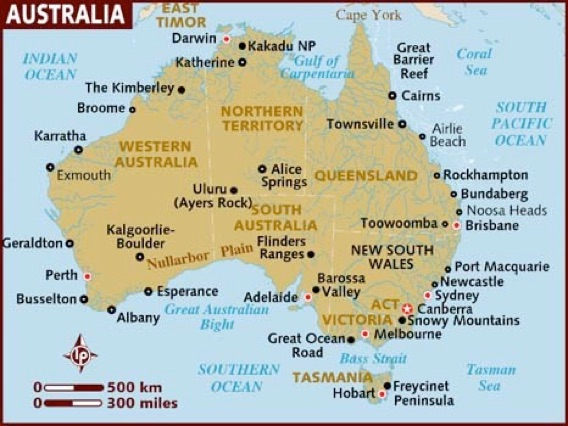 AUSTRALIA
EAST
TIMOR
Cape York
Darwin
Kakadu NP
INDIAN
OCEAN
Katherine
Gulf of
Carpentaria
Great
Barrier
Reef
Coral
Sea
The Kimberley
Cairns
Broome
NORTHERN
TERRITORY
SOUTH
PACIFIC
OCEAN
Townsville
Airlie
Beach
Karratha
WESTERN
AUSTRALIA
Exmouth
Alice
Springs
QUEENSLAND
Rockhampton
Uluru
(Ayers Rock)
Bundaberg
SOUTH
AUSTRALIA
Noosa Heads
Toowoomba
Brisbane
Geraldton
Kalgoorlie-
Boulder
Nullarbor Plain
Flinders
Ranges
NEW SOUTH
WALES
Perth
Port Macquarie
Newcastle
Barossa
Valley
Busselton
Esperance
Adelaide
Sydney
ACT
Canberra
Albany
Great Australian
Bight
VICTORIA
Snowy Mountains
Great Ocean
Road
Melbourne
Bass Strait
lp
SOUTHERN
OCEAN
TASMANIA
Tasman
Sea
0 500 km
0 300 miles
Hobart
Freycinet
Peninsula